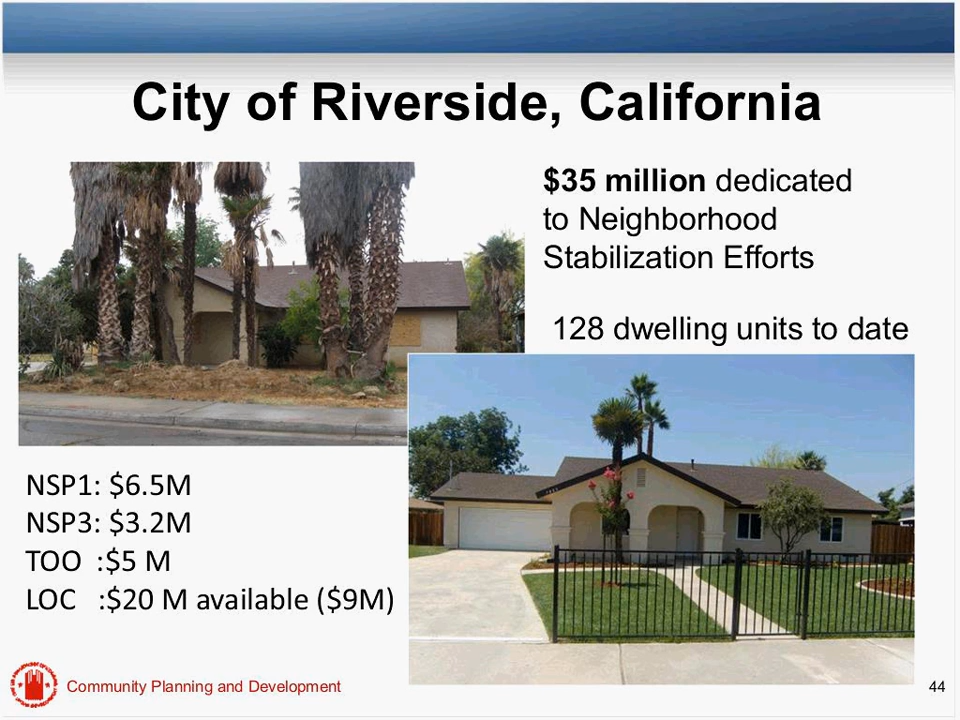 City of Riverside, California
$35 million dedicated
to Neighborhood
Stabilization Efforts
128 dwelling units to date
NSP1: $6.5M
NSP3: $3.2M
TOO :$5 M
LOC :$20 M available ($9M)
Community Planning and Development
44